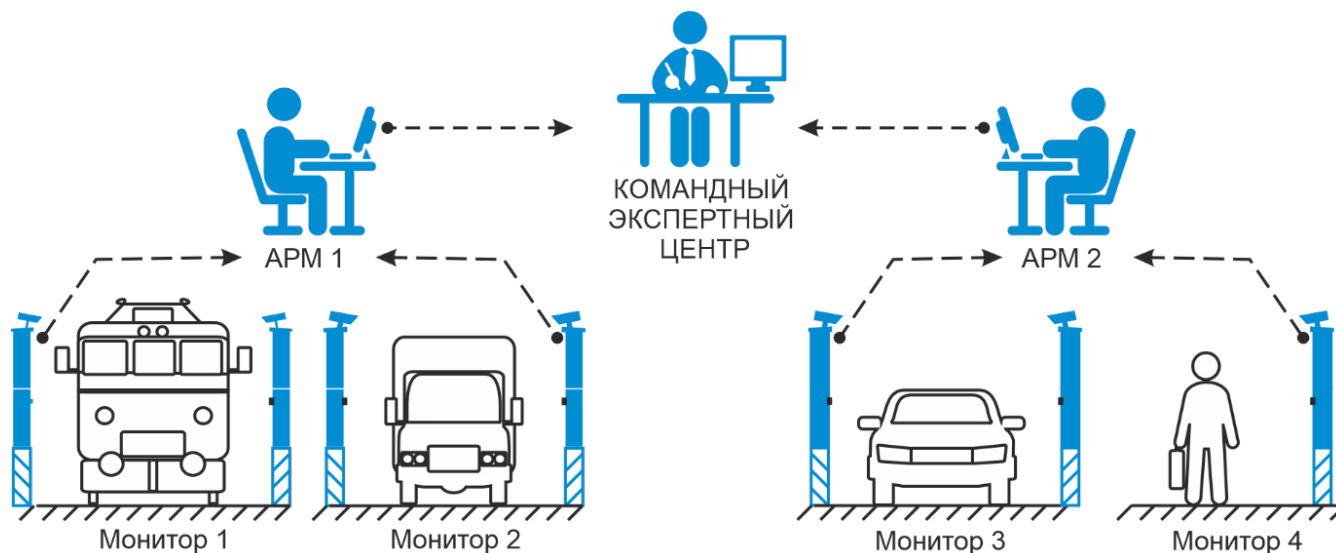 КОМАНДНЫЙ
ЭКСПЕРТНЫЙ
ЦЕНТР
АРМ 1
АРМ 2
Монитор 1
Монитор 2
Монитор 3
Монитор 4